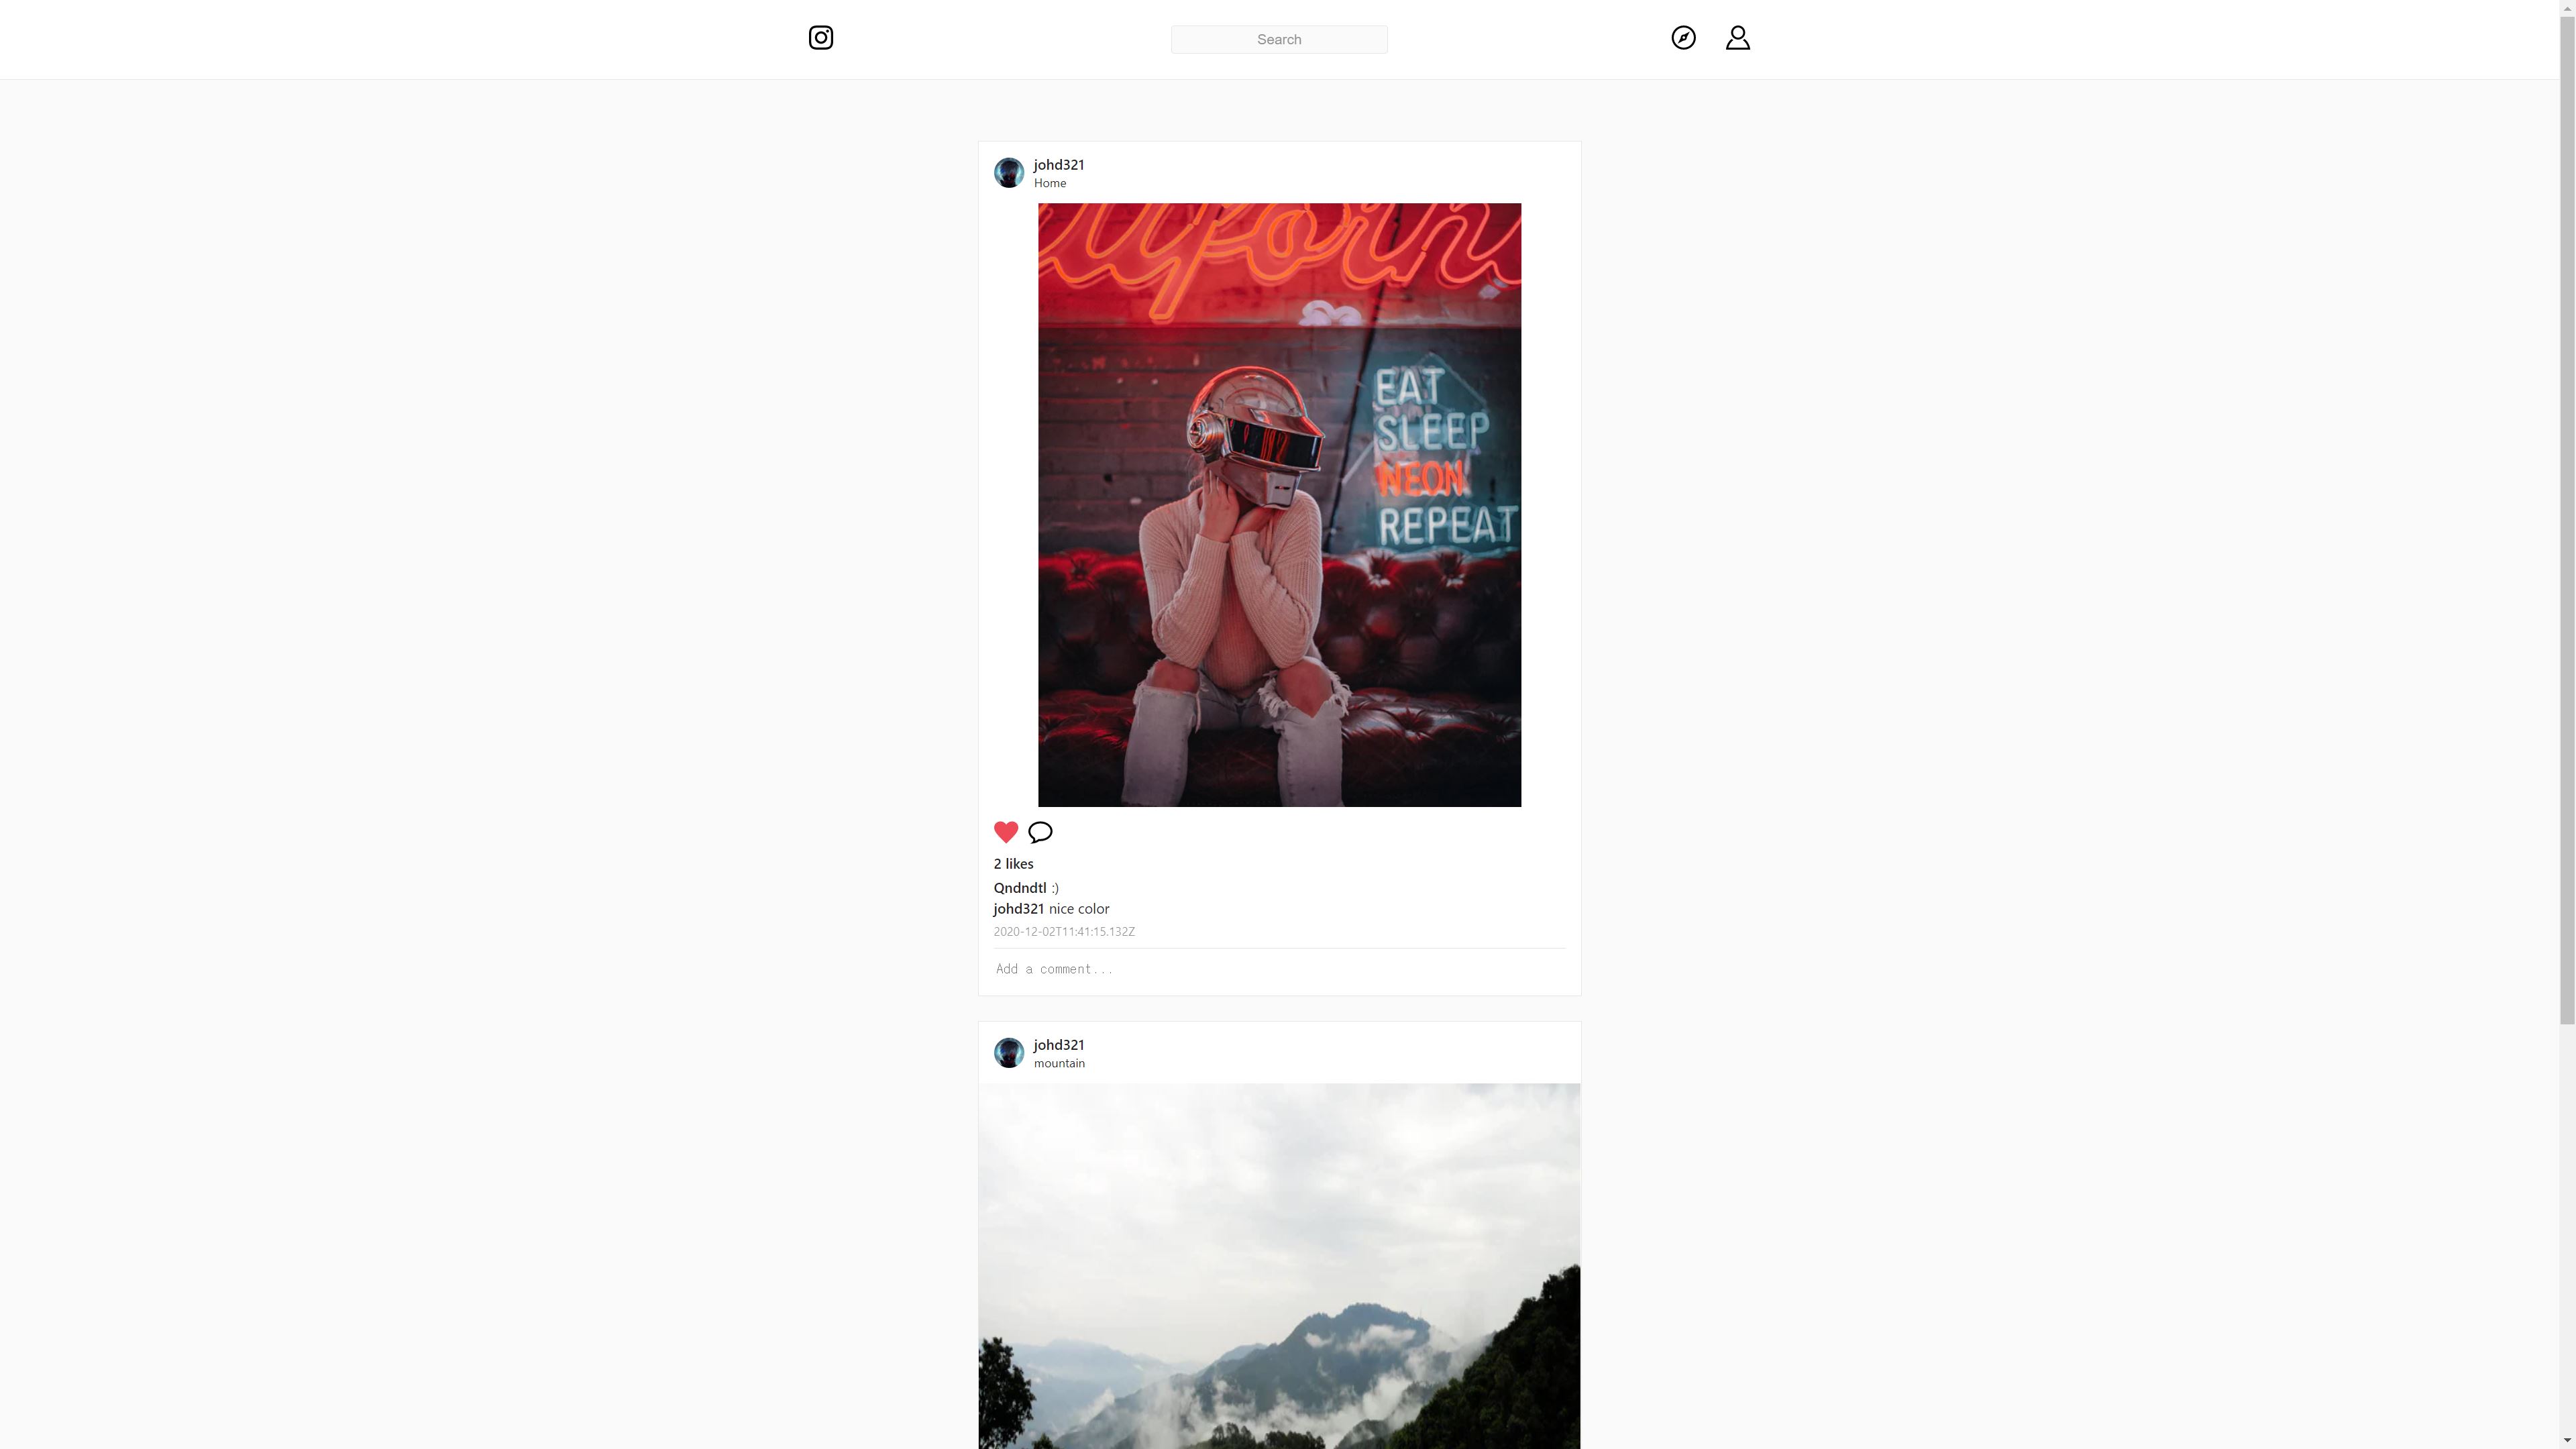 Search
johd321
Home
EAT
SLEEP
NEON
REPEAT
2 likes
Qndndtl :)
johd321 nice color
2020-12-02T11:41:15.132Z
Add a comment...
johd321
mountain